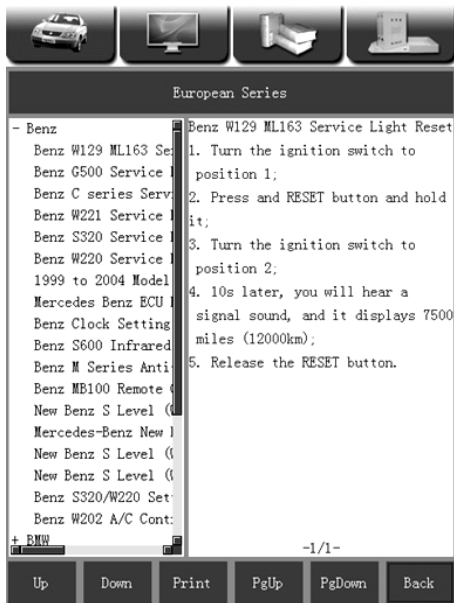 European Series
- Benz
Benz W129 ML163 Se
Benz G500 Service
Benz C series Serv
Benz W221 Service
Benz S320 Service
Benz W220 Service
1999 to 2004 Model
Mercedes Benz ECU
Benz Clock Setting
Benz S600 Infrared
Benz M Series Anti
Benz MB100 Remote
New Benz S Level (
Mercedes-Benz New
New Benz S Level (
New Benz S Level (
Benz S320/W220 Set
Benz W202 A/C Cont
+ BMW
Benz W129 ML163 Service Light Reset
1. Turn the ignition switch to
position 1;
2. Press and RESET button and hold
it;
3. Turn the ignition switch to
position 2;
4. 10s later, you will hear a
signal sound, and it displays 7500
miles (12000km);
5. Release the RESET button.
-1/1-
Up Down Print PgUp PgDown Back